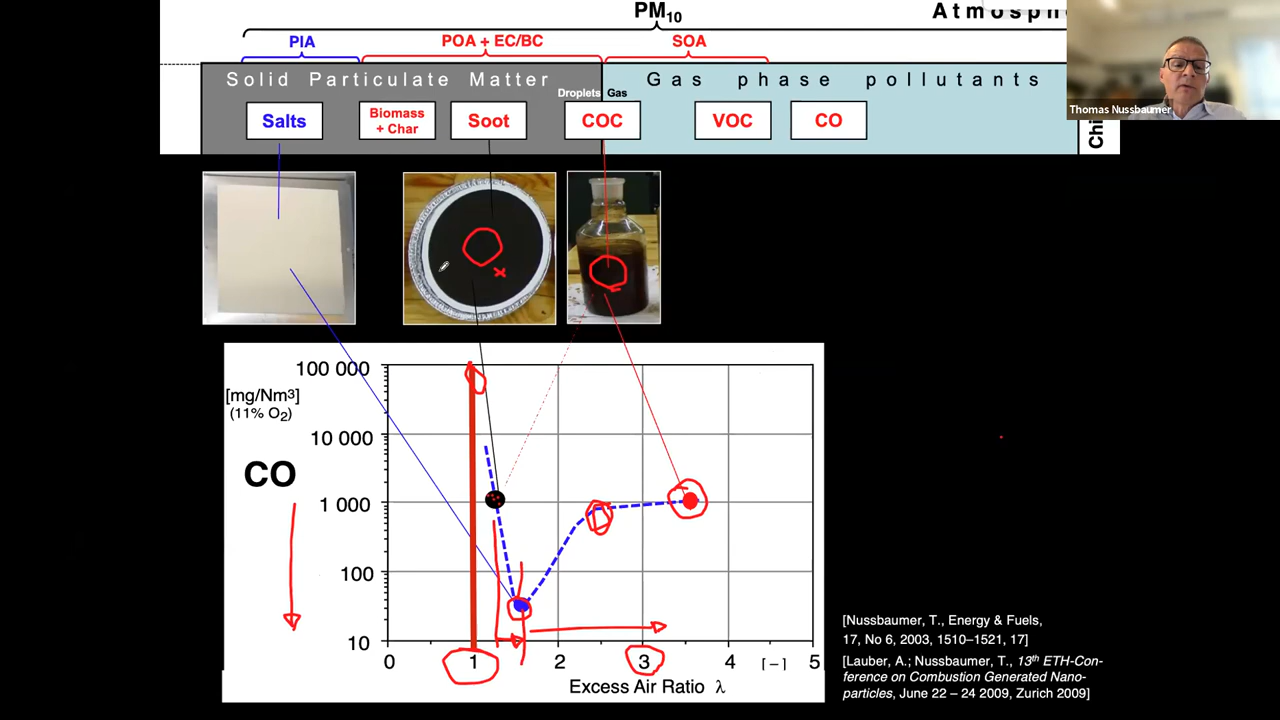 PM10
Atmosph
PIA
POA + EC/BC
SOA
Solid Particulate Matter
Gas phase pollutants
Droplets
Gas
Salts
Biomass
+ Char
Soot
COC
VOC
CO
Thomas Nussbaumer
100 000
[mg/Nm3]
(11% O2)
10 000
CO
1 000
100
10
0 1 2 3 4 [–] 5
Excess Air Ratio λ
[Nussbaumer, T., Energy & Fuels,
17, No 6, 2003, 1510–1521, 17]
[Lauber, A.; Nussbaumer, T., 13th ETH-Con-
ference on Combustion Generated Nano-
particles, June 22 – 24 2009, Zurich 2009]